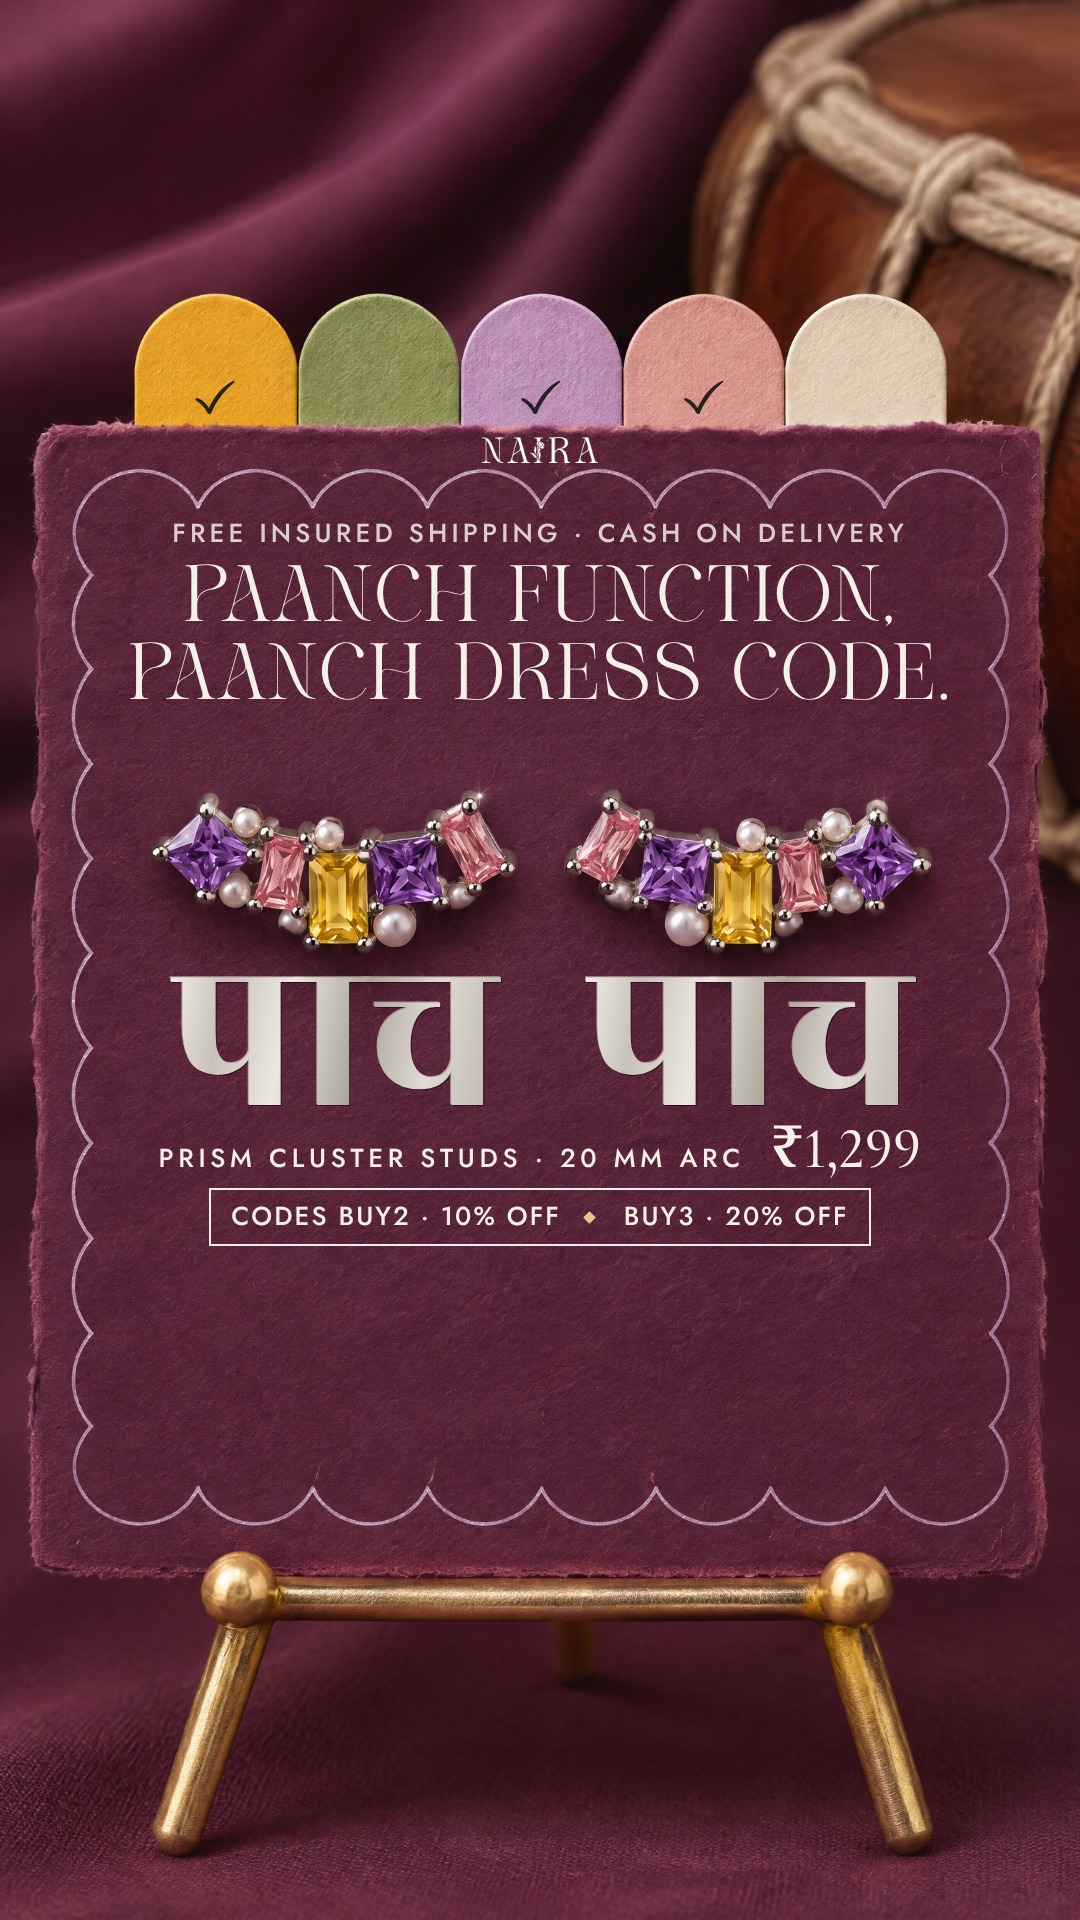 NAIRA
FREE INSURED SHIPPING · CASH ON DELIVERY
PAANCH FUNCTION,
PAANCH DRESS CODE.
पाच पाच
PRISM CLUSTER STUDS · 20 MM ARC ₹1,299
CODES BUY2 · 10% OFF ◆ BUY3 · 20% OFF